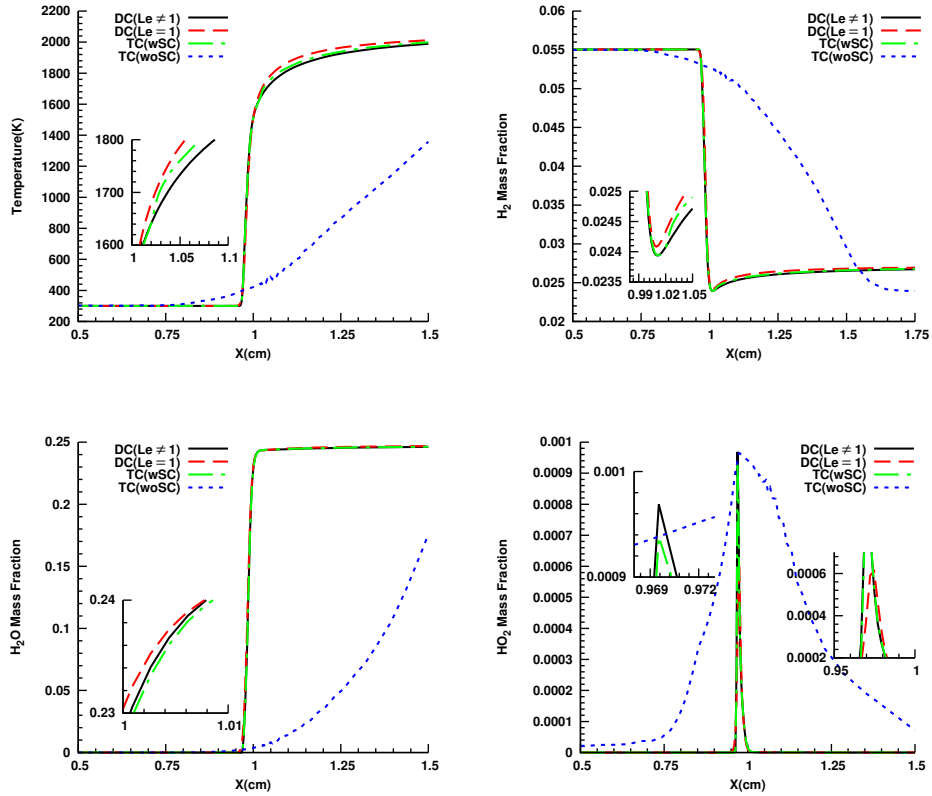 2200
2000
1800
1600
1400
1200
1000
800
600
400
200
0.5 0.75 1 1.25 1.5
Temperature(K)
X(cm)
DC(Le ≠ 1)
DC(Le = 1)
TC(wSC)
TC(woSC)
1800
1700
1600
1 1.05 1.1
0.06
0.055
0.05
0.045
0.04
0.035
0.03
0.025
0.02
0.5 0.75 1 1.25 1.5 1.75
H2 Mass Fraction
X(cm)
DC(Le ≠ 1)
DC(Le = 1)
TC(wSC)
TC(woSC)
0.025
0.0245
0.024
0.0235
0.99 1.02 1.05
0.25
0.2
0.15
0.1
0.05
0
0.5 0.75 1 1.25 1.5
H2O Mass Fraction
X(cm)
DC(Le ≠ 1)
DC(Le = 1)
TC(wSC)
TC(woSC)
0.24
0.23
1 1.01
0.001
0.0009
0.0008
0.0007
0.0006
0.0005
0.0004
0.0003
0.0002
0.0001
0
0.5 0.75 1 1.25 1.5
HO2 Mass Fraction
X(cm)
DC(Le ≠ 1)
DC(Le = 1)
TC(wSC)
TC(woSC)
0.001
0.0009
0.969 0.972
0.0006
0.0004
0.0002
0.95 1